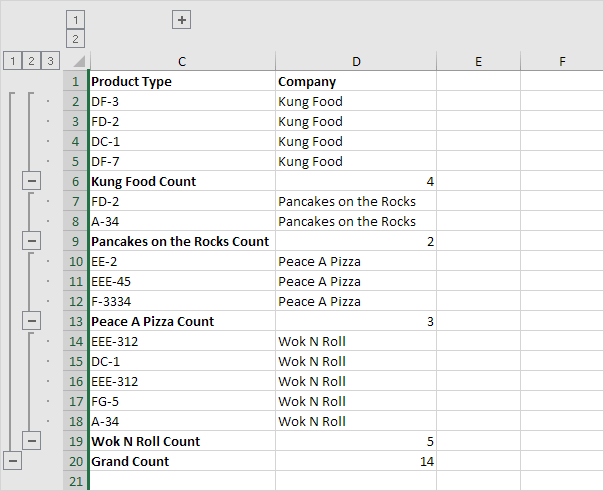 1 +
2
1 2 3 C D E F
1 Product Type Company
2 DF-3 Kung Food
3 FD-2 Kung Food
4 DC-1 Kung Food
5 DF-7 Kung Food
6 Kung Food Count 4
7 FD-2 Pancakes on the Rocks
8 A-34 Pancakes on the Rocks
9 Pancakes on the Rocks Count 2
10 EE-2 Peace A Pizza
11 EEE-45 Peace A Pizza
12 F-3334 Peace A Pizza
13 Peace A Pizza Count 3
14 EEE-312 Wok N Roll
15 DC-1 Wok N Roll
16 EEE-312 Wok N Roll
17 FG-5 Wok N Roll
18 A-34 Wok N Roll
19 Wok N Roll Count 5
20 Grand Count 14
21